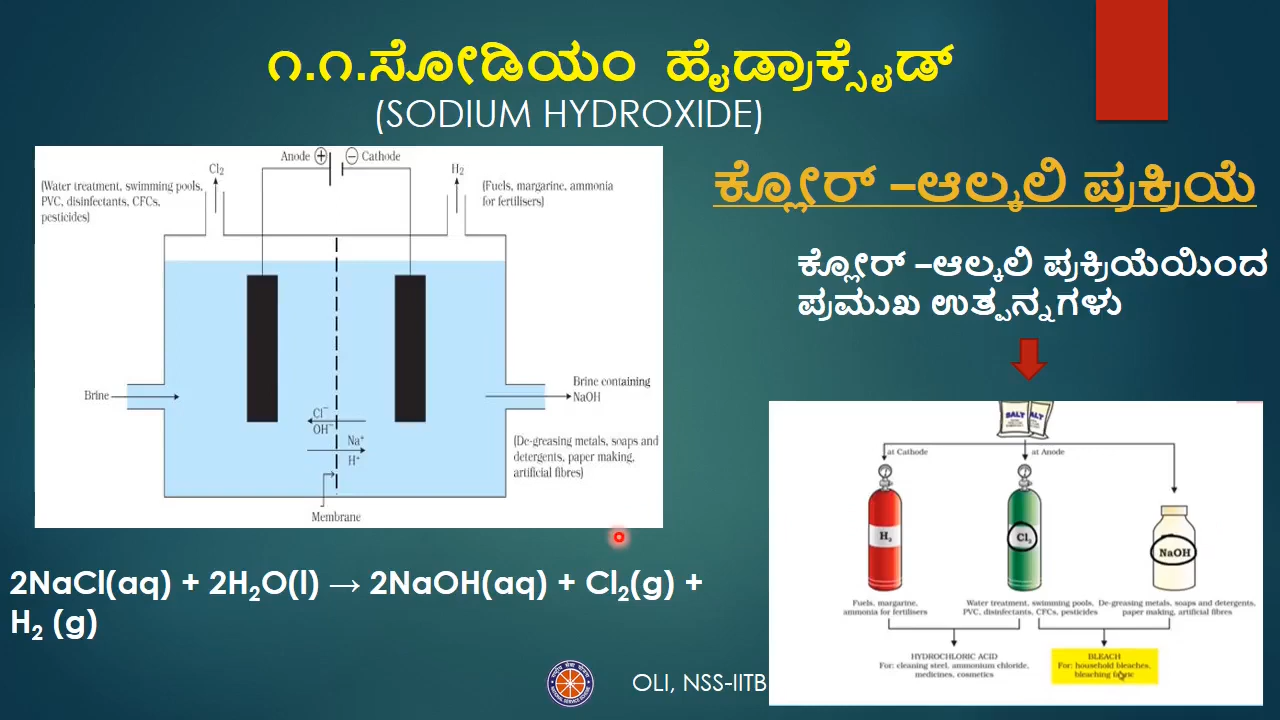 ೧.೧.ಸೋಡಿಯಂ ಹೈಡ್ರಾಕ್ಸೈಡ್
(SODIUM HYDROXIDE)
Anode + − Cathode
Cl2
H2
(Water treatment, swimming pools,
PVC, disinfectants, CFCs,
pesticides)
(Fuels, margarine, ammonia
for fertilisers)
Brine
Brine containing
NaOH
Cl⁻
OH⁻
Na⁺
H⁺
(De-greasing metals, soaps and
detergents, paper making,
artificial fibres)
Membrane
2NaCl(aq) + 2H₂O(l) → 2NaOH(aq) + Cl₂(g) +
H₂ (g)
ಕ್ಲೋರ್ –ಆಲ್ಕಲಿ ಪ್ರಕ್ರಿಯೆ
ಕ್ಲೋರ್ –ಆಲ್ಕಲಿ ಪ್ರಕ್ರಿಯೆಯಿಂದ
ಪ್ರಮುಖ ಉತ್ಪನ್ನಗಳು
SALT SALT
at Cathode
at Anode
H₂
Cl₂
NaOH
Fuels, margarine,
ammonia for fertilisers
Water treatment, swimming pools,
PVC, disinfectants, CFCs, pesticides
De-greasing metals, soaps and detergents,
paper making, artificial fibres
HYDROCHLORIC ACID
For: cleaning steel, ammonium chloride,
medicines, cosmetics
BLEACH
For: household bleaches,
bleaching fabric
OLI, NSS-IITB